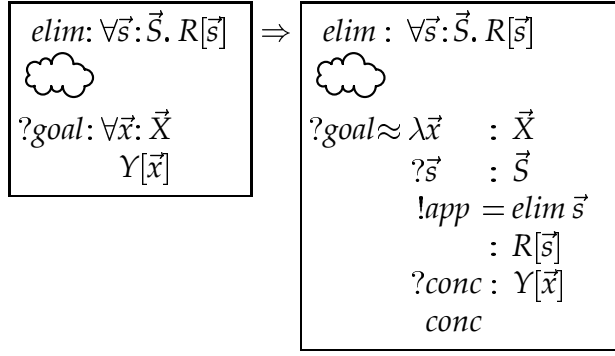 elim: ∀s⃗: S⃗. R[s⃗]
?goal: ∀x⃗: X⃗
Y[x⃗]
⇒
elim : ∀s⃗: S⃗. R[s⃗]
?goal ≈ λx⃗ : X⃗
?s⃗ : S⃗
!app = elim s⃗
: R[s⃗]
?conc : Y[x⃗]
conc